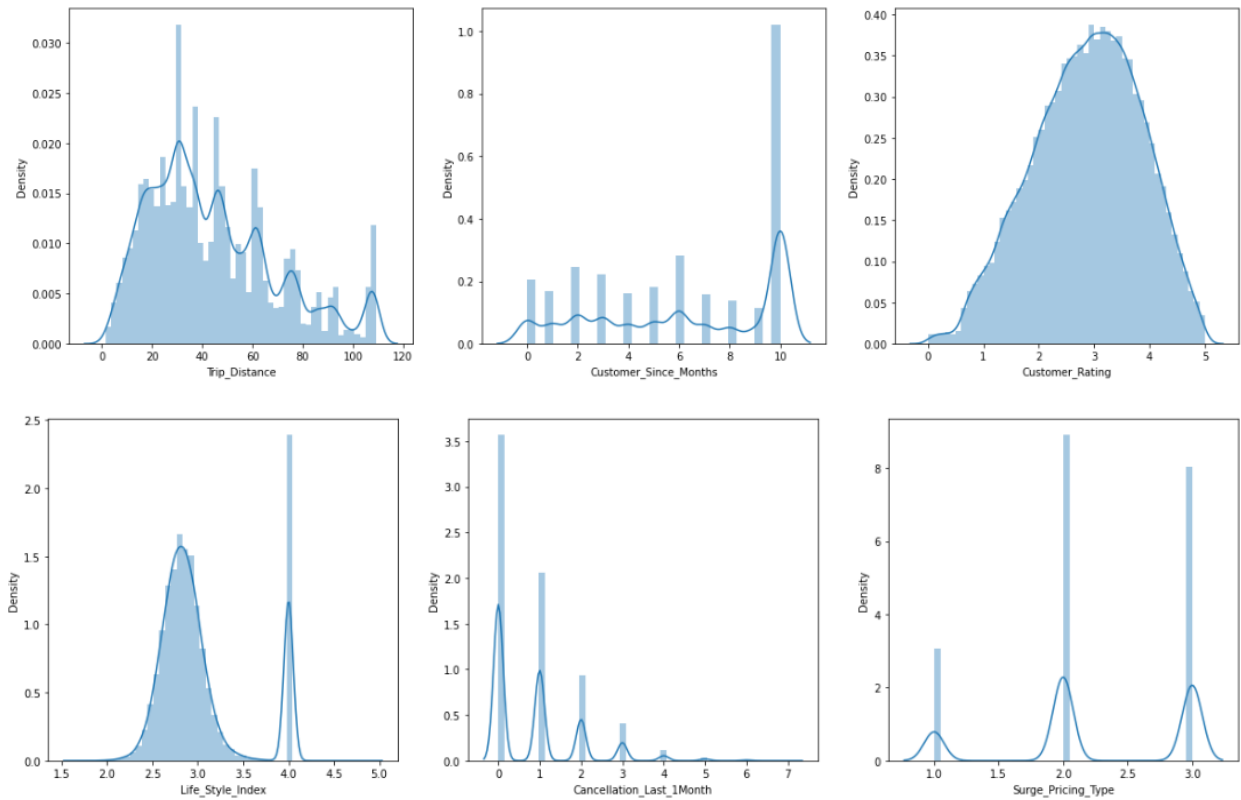 Density
0.030
0.025
0.020
0.015
0.010
0.005
0.000
0 20 40 60 80 100 120
Trip_Distance
Density
1.0
0.8
0.6
0.4
0.2
0.0
0 2 4 6 8 10
Customer_Since_Months
Density
0.40
0.35
0.30
0.25
0.20
0.15
0.10
0.05
0.00
0 1 2 3 4 5
Customer_Rating
Density
2.5
2.0
1.5
1.0
0.5
0.0
1.5 2.0 2.5 3.0 3.5 4.0 4.5 5.0
Life_Style_Index
Density
3.5
3.0
2.5
2.0
1.5
1.0
0.5
0.0
0 1 2 3 4 5 6 7
Cancellation_Last_1Month
Density
8
6
4
2
0
1.0 1.5 2.0 2.5 3.0
Surge_Pricing_Type